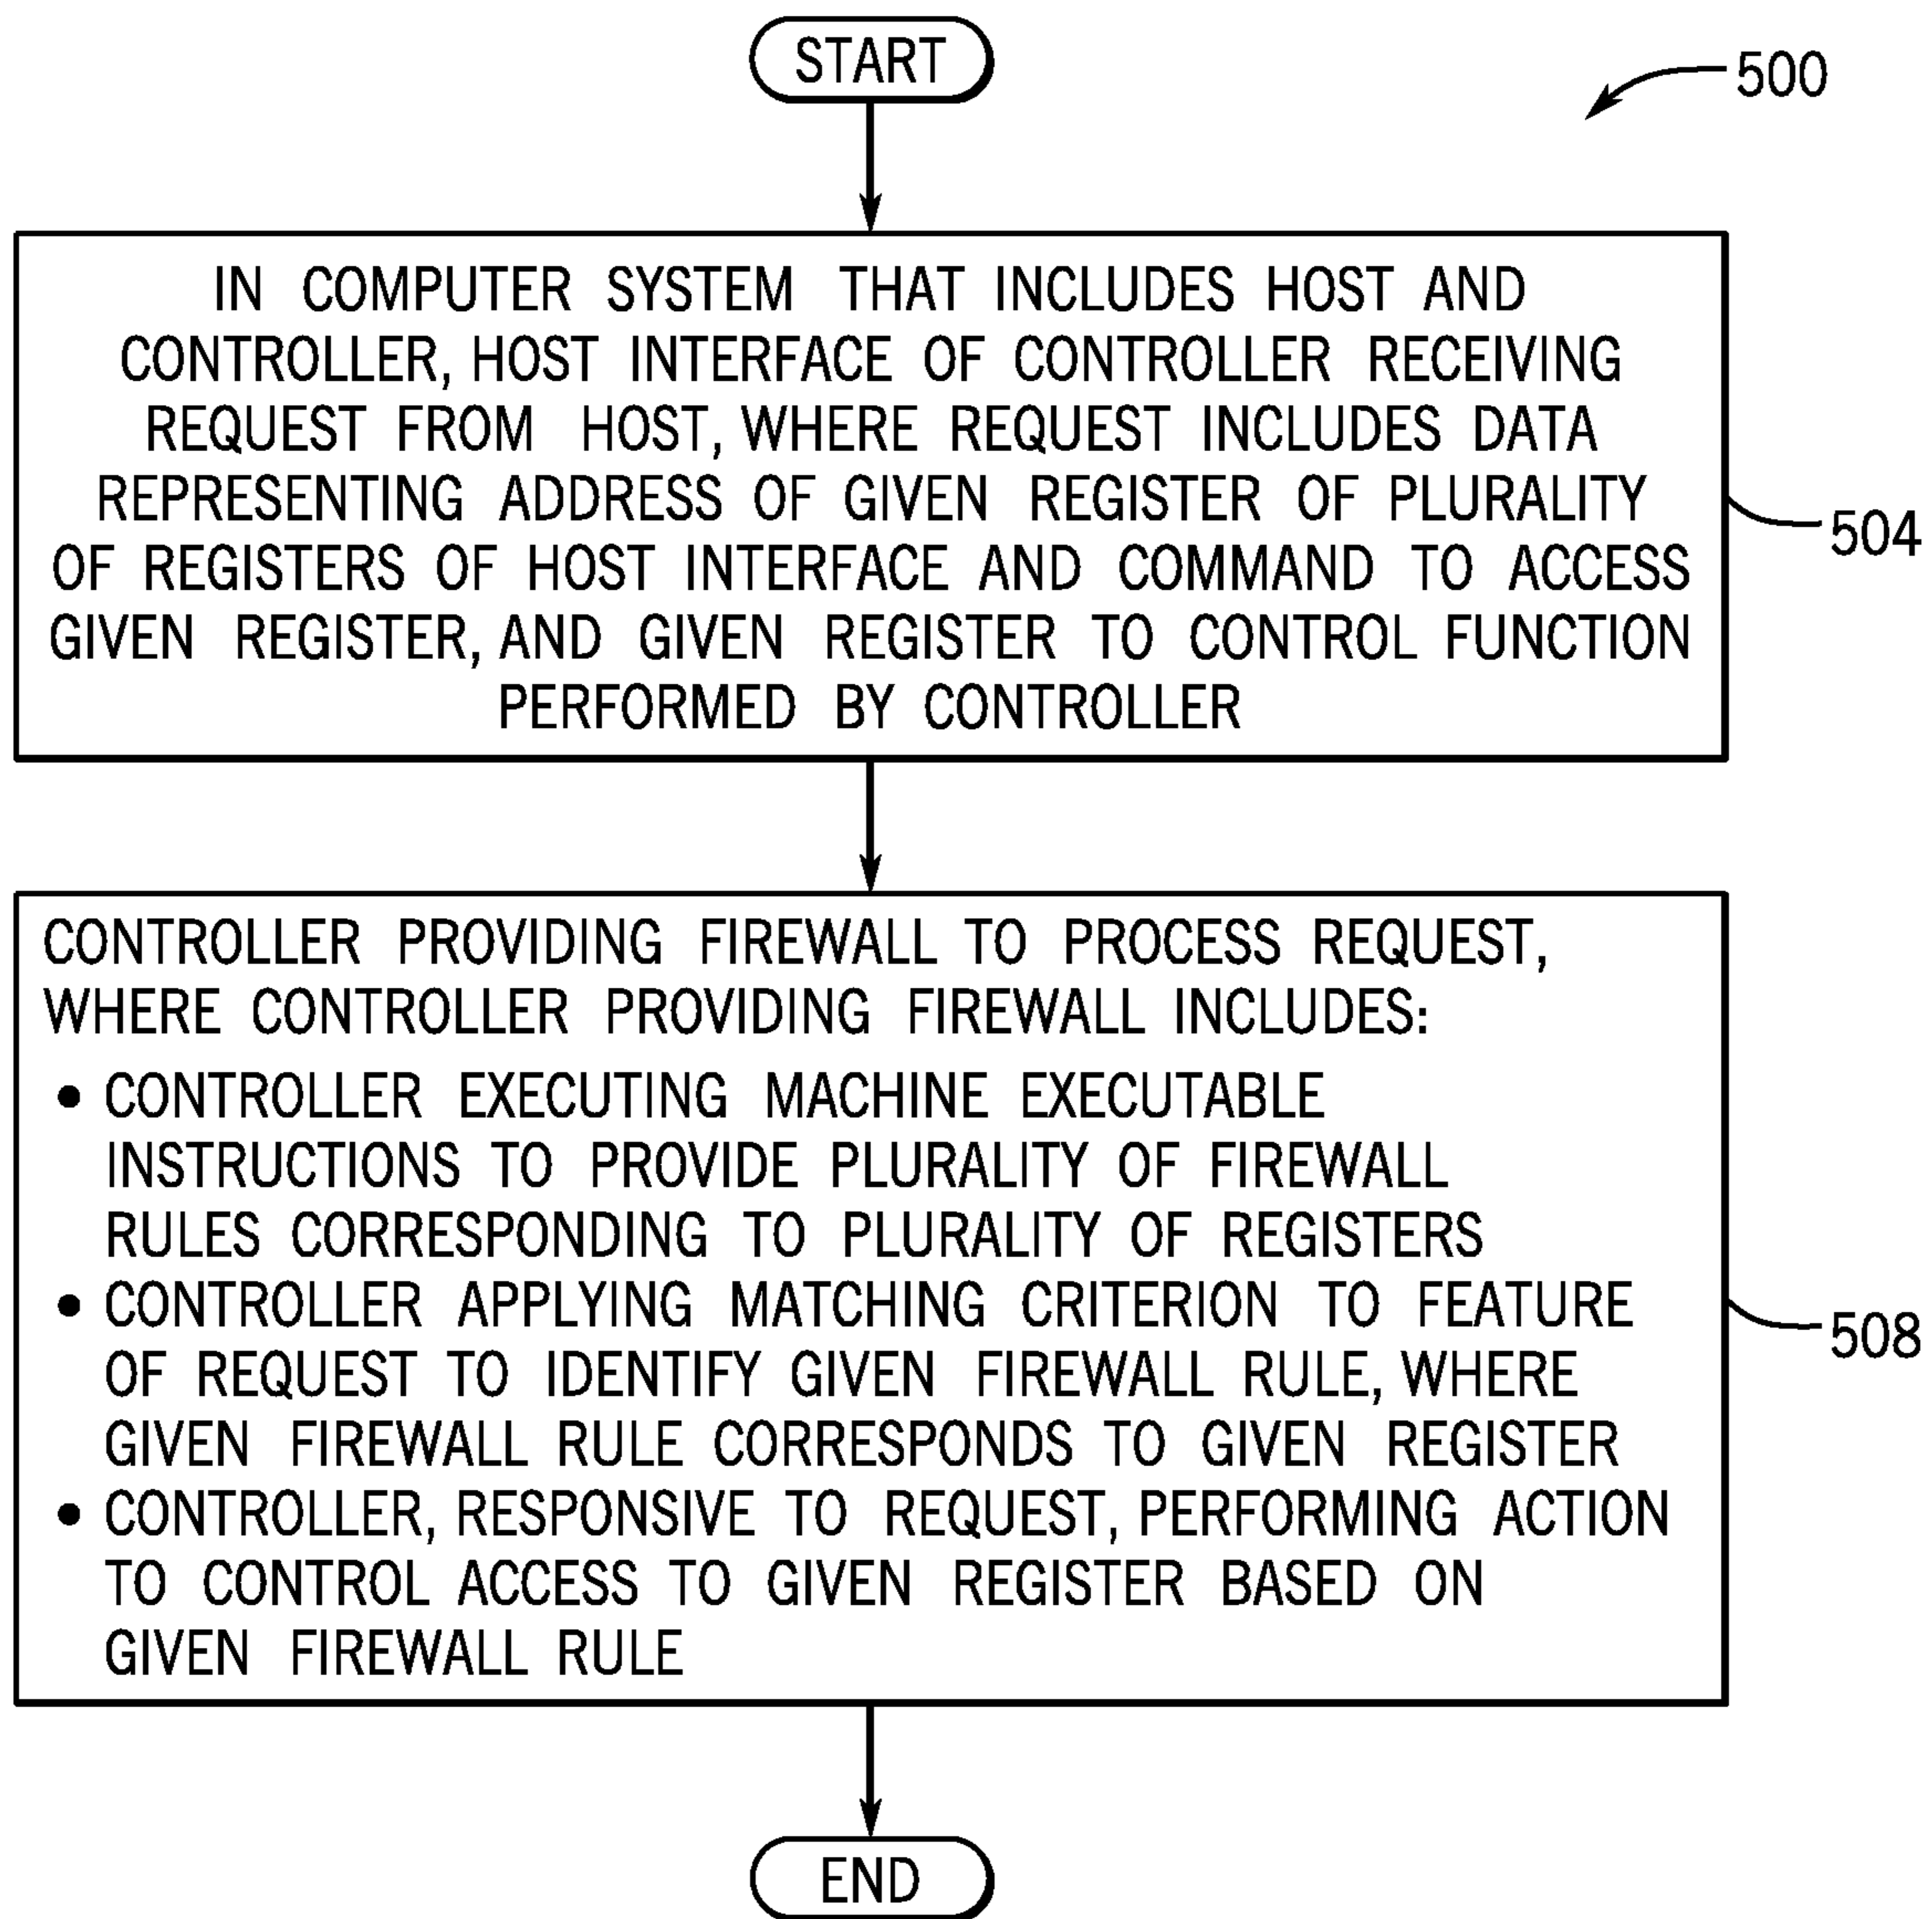 START
500
IN COMPUTER SYSTEM THAT INCLUDES HOST AND
CONTROLLER, HOST INTERFACE OF CONTROLLER RECEIVING
REQUEST FROM HOST, WHERE REQUEST INCLUDES DATA
REPRESENTING ADDRESS OF GIVEN REGISTER OF PLURALITY
OF REGISTERS OF HOST INTERFACE AND COMMAND TO ACCESS
GIVEN REGISTER, AND GIVEN REGISTER TO CONTROL FUNCTION
PERFORMED BY CONTROLLER
504
CONTROLLER PROVIDING FIREWALL TO PROCESS REQUEST,
WHERE CONTROLLER PROVIDING FIREWALL INCLUDES:
• CONTROLLER EXECUTING MACHINE EXECUTABLE
INSTRUCTIONS TO PROVIDE PLURALITY OF FIREWALL
RULES CORRESPONDING TO PLURALITY OF REGISTERS
• CONTROLLER APPLYING MATCHING CRITERION TO FEATURE
OF REQUEST TO IDENTIFY GIVEN FIREWALL RULE, WHERE
GIVEN FIREWALL RULE CORRESPONDS TO GIVEN REGISTER
• CONTROLLER, RESPONSIVE TO REQUEST, PERFORMING ACTION
TO CONTROL ACCESS TO GIVEN REGISTER BASED ON
GIVEN FIREWALL RULE
508
END